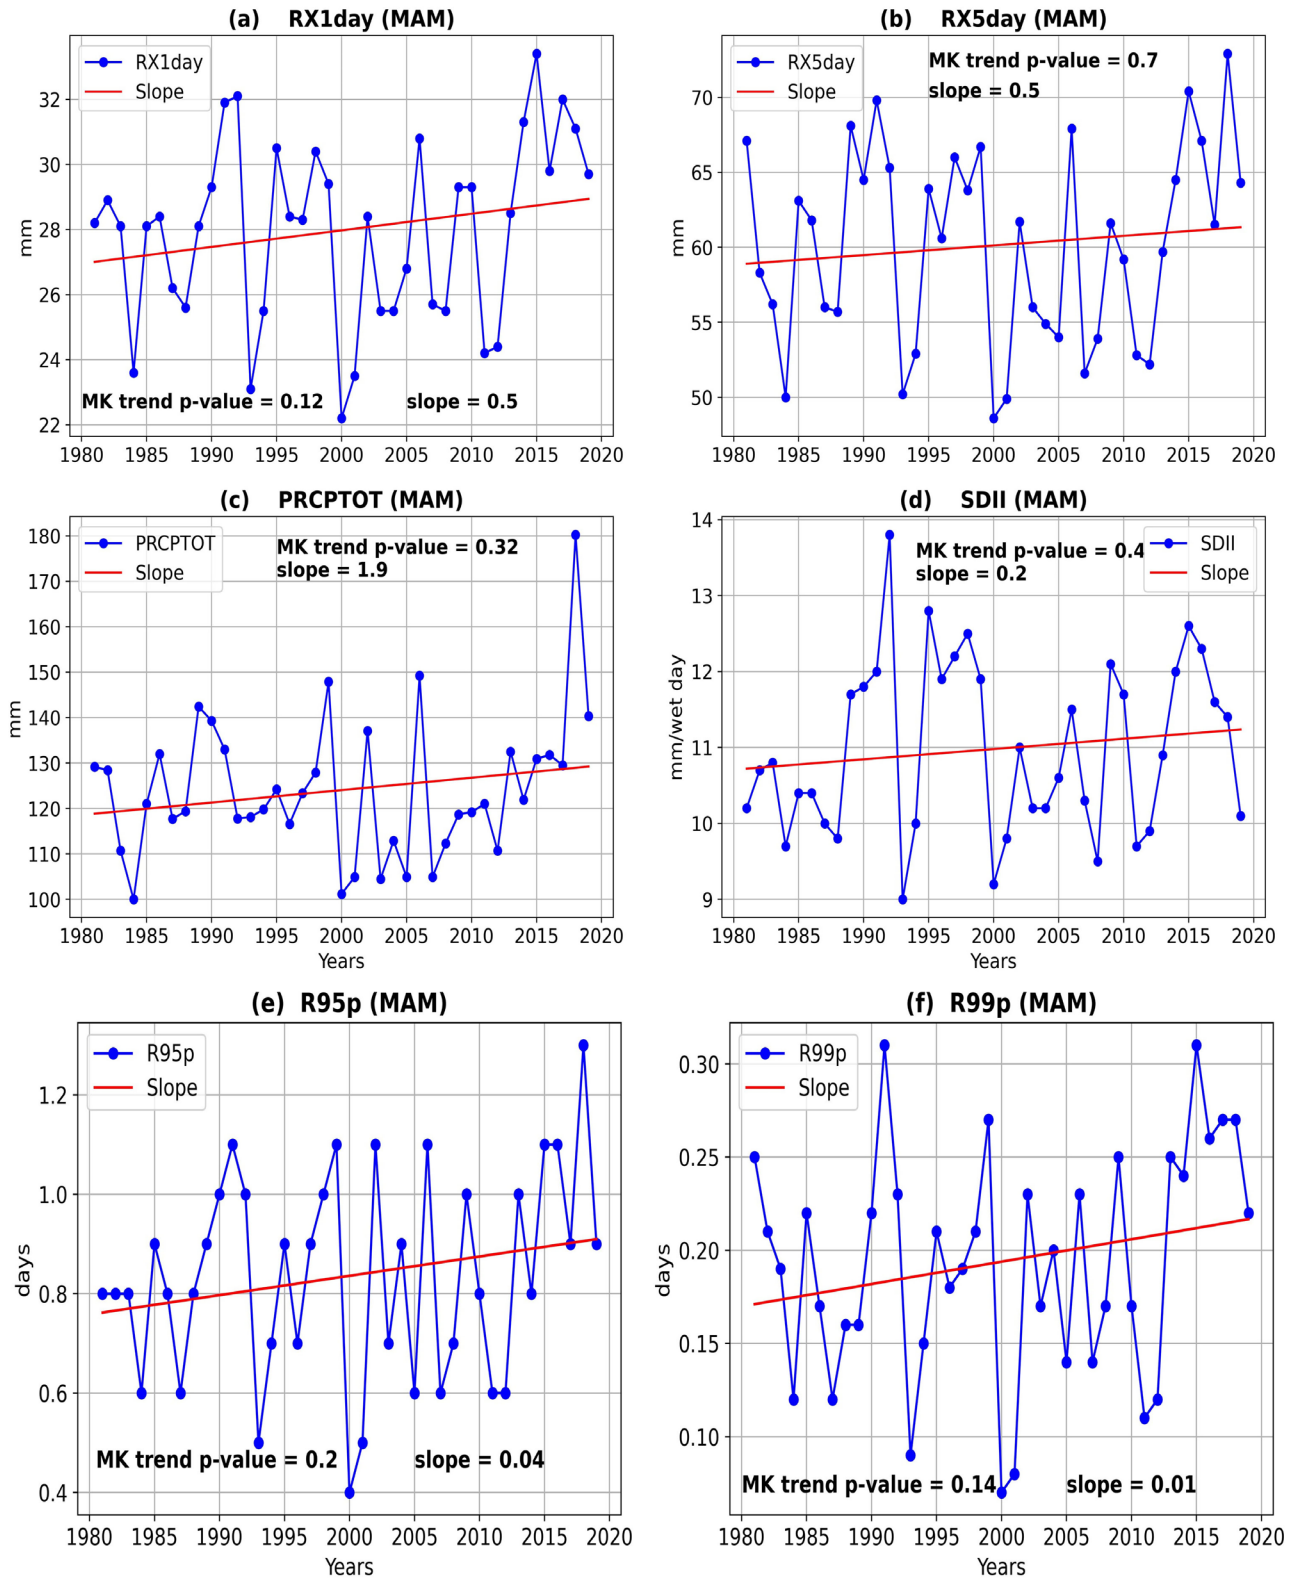 (a) RX1day (MAM)
RX1day
Slope
mm
32
30
28
26
24
22
MK trend p-value = 0.12 slope = 0.5
1980 1985 1990 1995 2000 2005 2010 2015 2020
(b) RX5day (MAM)
RX5day
Slope
MK trend p-value = 0.7
slope = 0.5
mm
70
65
60
55
50
1980 1985 1990 1995 2000 2005 2010 2015 2020
(c) PRCPTOT (MAM)
PRCPTOT
Slope
MK trend p-value = 0.32
slope = 1.9
mm
180
170
160
150
140
130
120
110
100
1980 1985 1990 1995 2000 2005 2010 2015 2020
Years
(d) SDII (MAM)
MK trend p-value = 0.4
slope = 0.2
SDII
Slope
mm/wet day
14
13
12
11
10
9
1980 1985 1990 1995 2000 2005 2010 2015 2020
Years
(e) R95p (MAM)
R95p
Slope
days
1.2
1.0
0.8
0.6
0.4
MK trend p-value = 0.2 slope = 0.04
1980 1985 1990 1995 2000 2005 2010 2015 2020
Years
(f) R99p (MAM)
R99p
Slope
days
0.30
0.25
0.20
0.15
0.10
MK trend p-value = 0.14 slope = 0.01
1980 1985 1990 1995 2000 2005 2010 2015 2020
Years